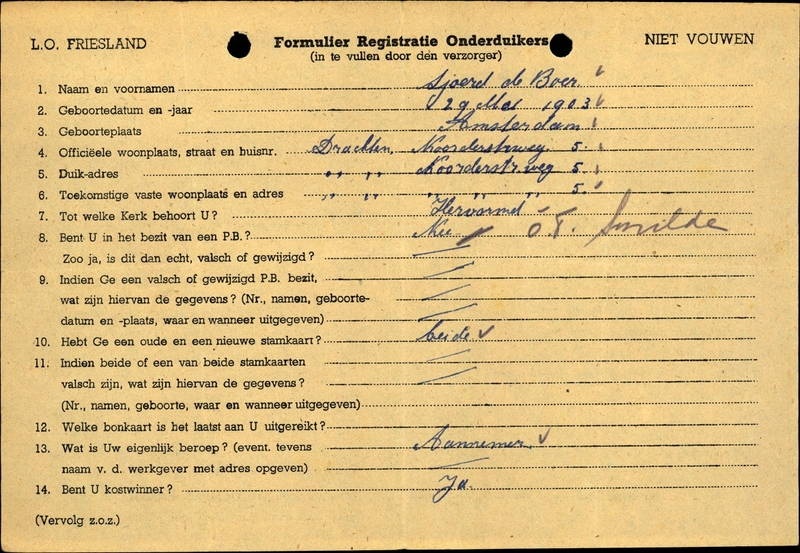 L.O. FRIESLAND
Formulier Registratie Onderduikers
NIET VOUWEN
(in te vullen door den verzorger)
1. Naam en voornamen Sjoerd de Boer
2. Geboortedatum en -jaar 29 Mei 1903
3. Geboorteplaats Amsterdam
4. Officiëele woonplaats, straat en huisnr. Drachten, Noorderstrweg 5.
5. Duik-adres ,, ,, Noorderstr.weg 5.
6. Toekomstige vaste woonplaats en adres ,, ,, ,, ,, ,, 5.
7. Tot welke Kerk behoort U? Hervormd
8. Bent U in het bezit van een P.B.? Nee Smilde
Zoo ja, is dit dan echt, valsch of gewijzigd?
9. Indien Ge een valsch of gewijzigd P.B. bezit,
wat zijn hiervan de gegevens? (Nr., namen, geboorte-
datum en -plaats, waar en wanneer uitgegeven)
10. Hebt Ge een oude en een nieuwe stamkaart? beide
11. Indien beide of een van beide stamkaarten
valsch zijn, wat zijn hiervan de gegevens?
(Nr., namen, geboorte, waar en wanneer uitgegeven)
12. Welke bonkaart is het laatst aan U uitgereikt?
13. Wat is Uw eigenlijk beroep? (event. tevens Aannemer
naam v. d. werkgever met adres opgeven)
14. Bent U kostwinner? Ja
(Vervolg z.o.z.)